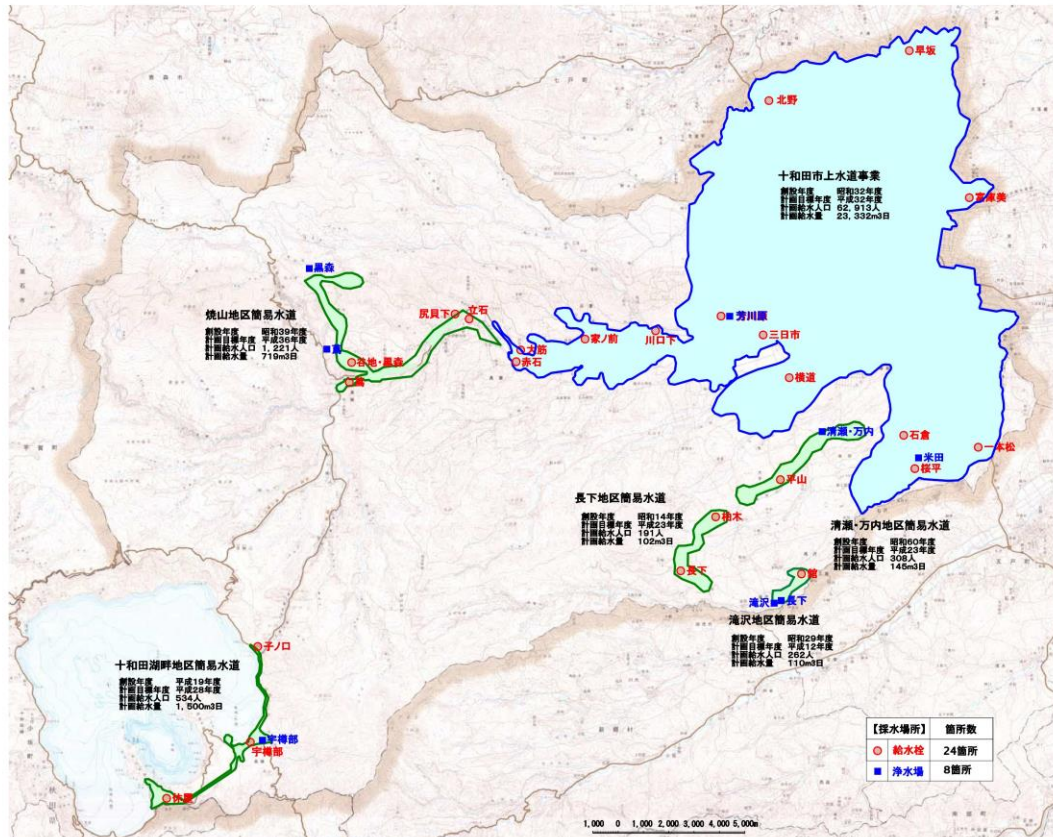 早坂
北野
十和田市上水道事業
創設年度 昭和32年度
計画目標年度 平成32年度
計画給水人口 62,913人
計画給水量 23,332m3日
黒森
焼山地区簡易水道
創設年度 昭和39年度
計画目標年度 平成36年度
計画給水人口 1,221人
計画給水量 719m3日
尻貝下
立石
芳川原
三日市
川口下
家ノ前
赤石
谷地・黒森
横道
清瀬・万内
石倉
一本松
米田
桜平
平山
長下地区簡易水道
創設年度 昭和14年度
計画目標年度 平成23年度
計画給水人口 191人
計画給水量 102m3日
柏木
長下
清瀬・万内地区簡易水道
創設年度 昭和60年度
計画目標年度 平成23年度
計画給水人口 308人
計画給水量 145m3日
滝沢
長下
滝沢地区簡易水道
創設年度 昭和29年度
計画目標年度 平成12年度
計画給水人口 262人
計画給水量 110m3日
子ノ口
十和田湖畔地区簡易水道
創設年度 平成19年度
計画目標年度 平成28年度
計画給水人口 534人
計画給水量 1,500m3日
宇樽部
宇樽部
休屋
【採水場所】 箇所数
給水栓 24箇所
浄水場 8箇所
1,000 0 1,000 2,000 3,000 4,000 5,000m